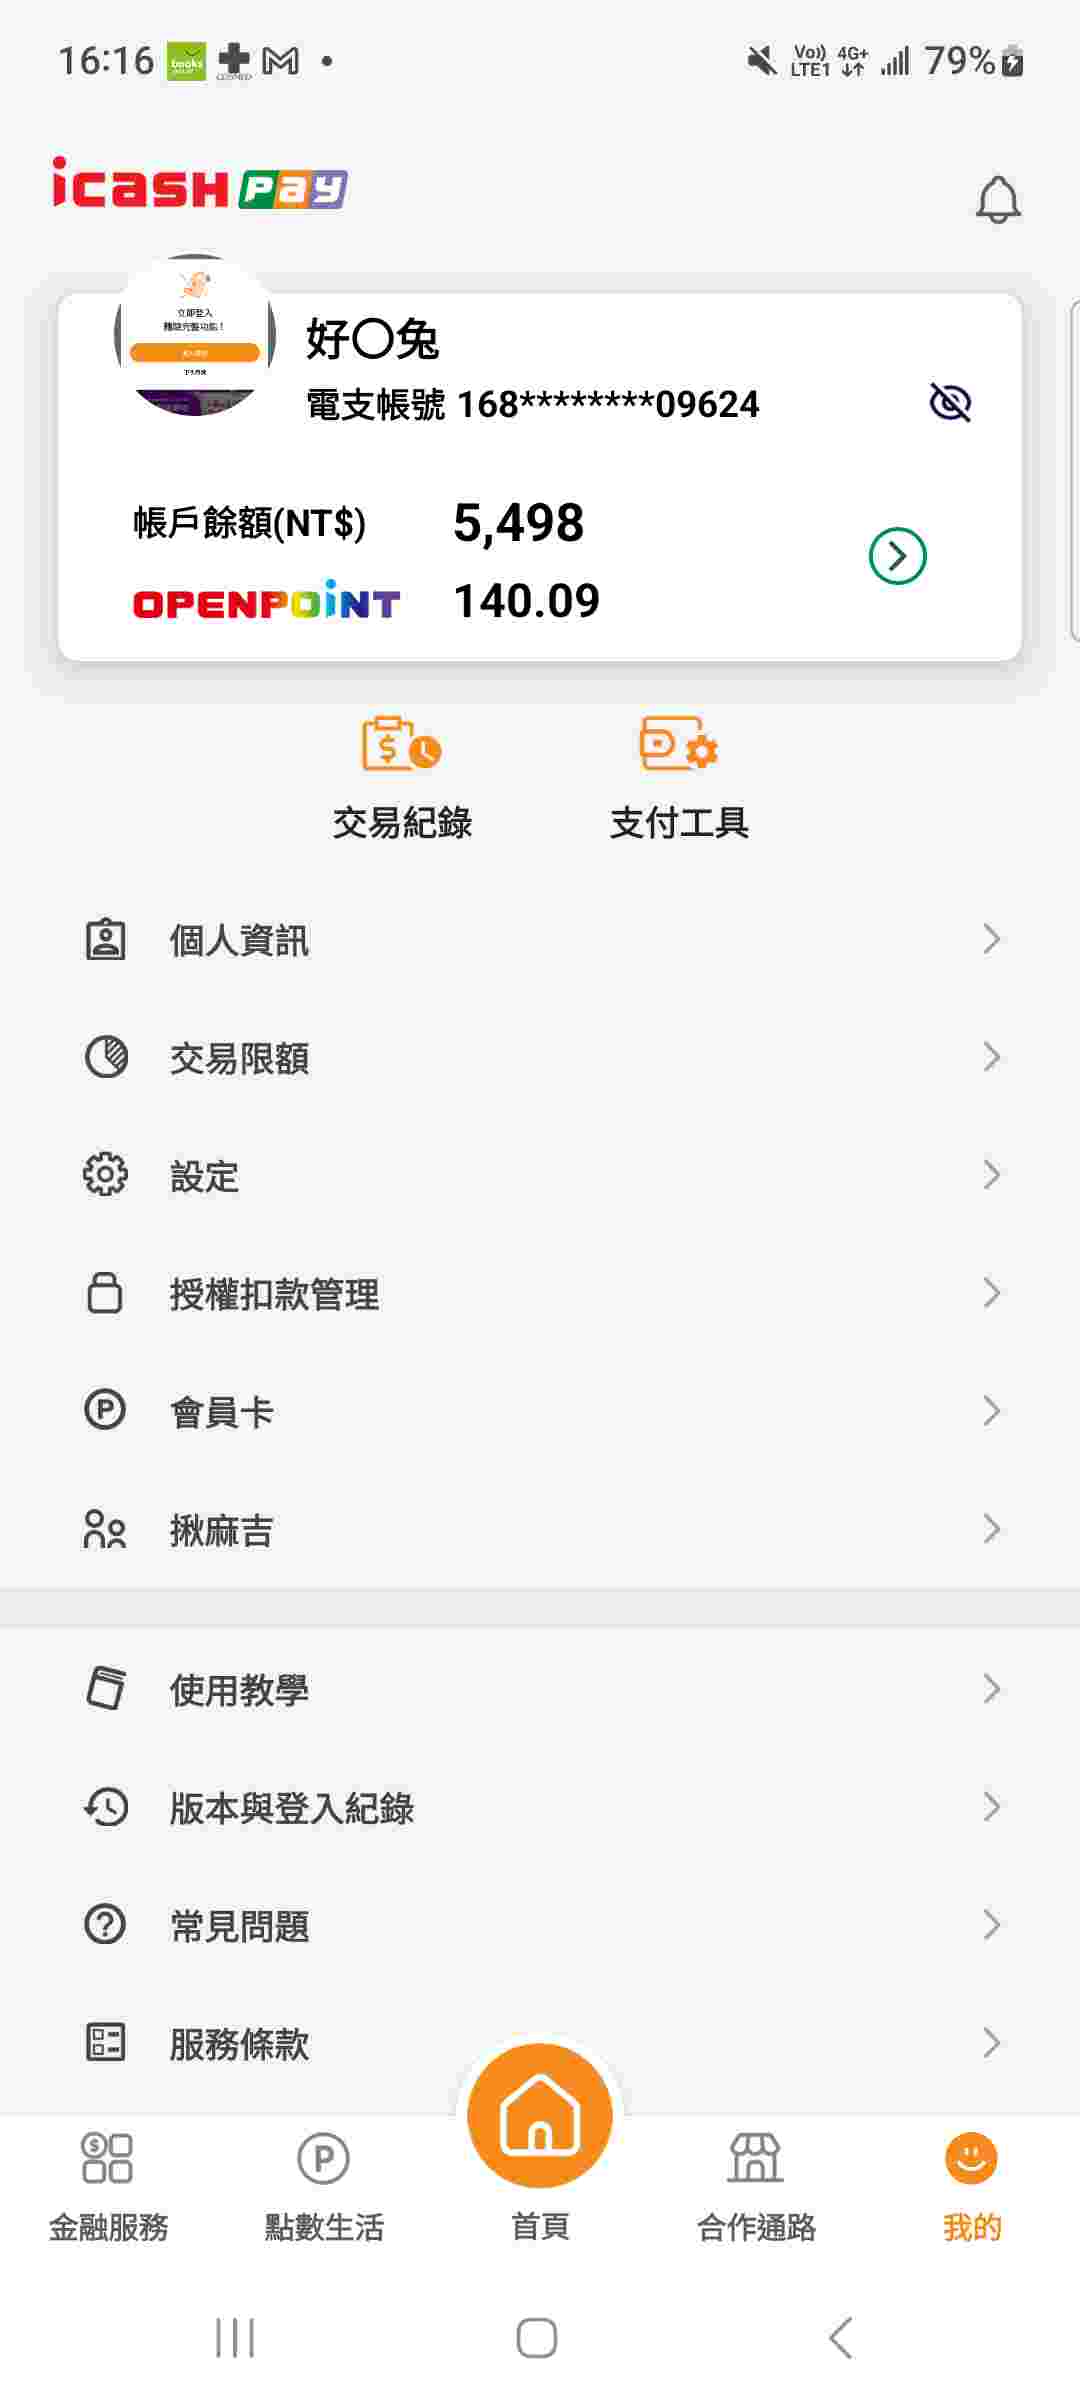 16:16
books
COSMED
Vo)) LTE1 4G+ 79%
icash Pay
立即登入
體驗完整功能！
好〇兔
電支帳號 168********09624
帳戶餘額(NT$) 5,498
OPENPOINT 140.09
交易紀錄 支付工具
個人資訊
交易限額
設定
授權扣款管理
會員卡
揪麻吉
使用教學
版本與登入紀錄
常見問題
服務條款
金融服務 點數生活 首頁 合作通路 我的